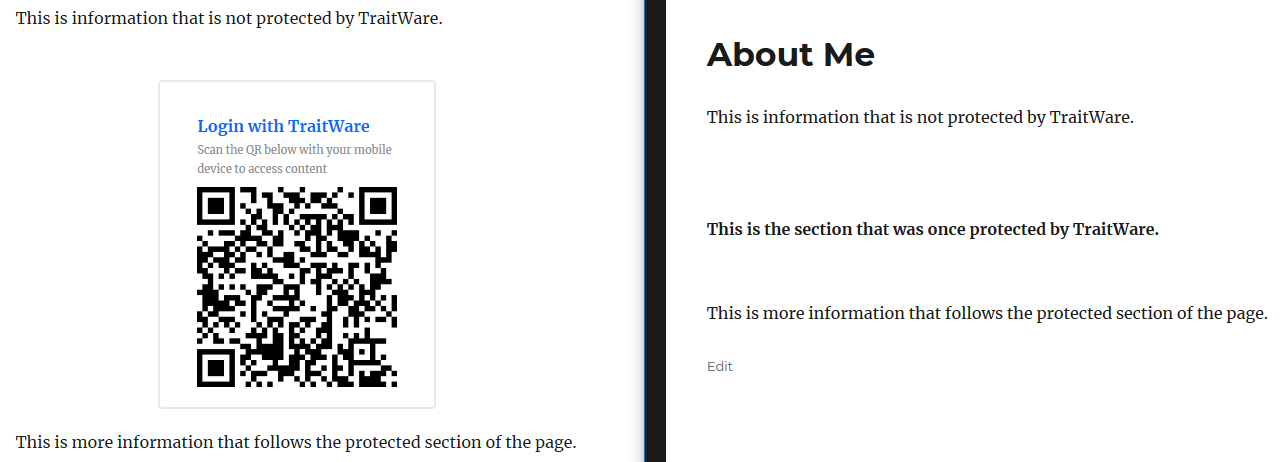 This is information that is not protected by TraitWare.
Login with TraitWare
Scan the QR below with your mobile
device to access content
This is more information that follows the protected section of the page.
About Me
This is information that is not protected by TraitWare.
This is the section that was once protected by TraitWare.
This is more information that follows the protected section of the page.
Edit